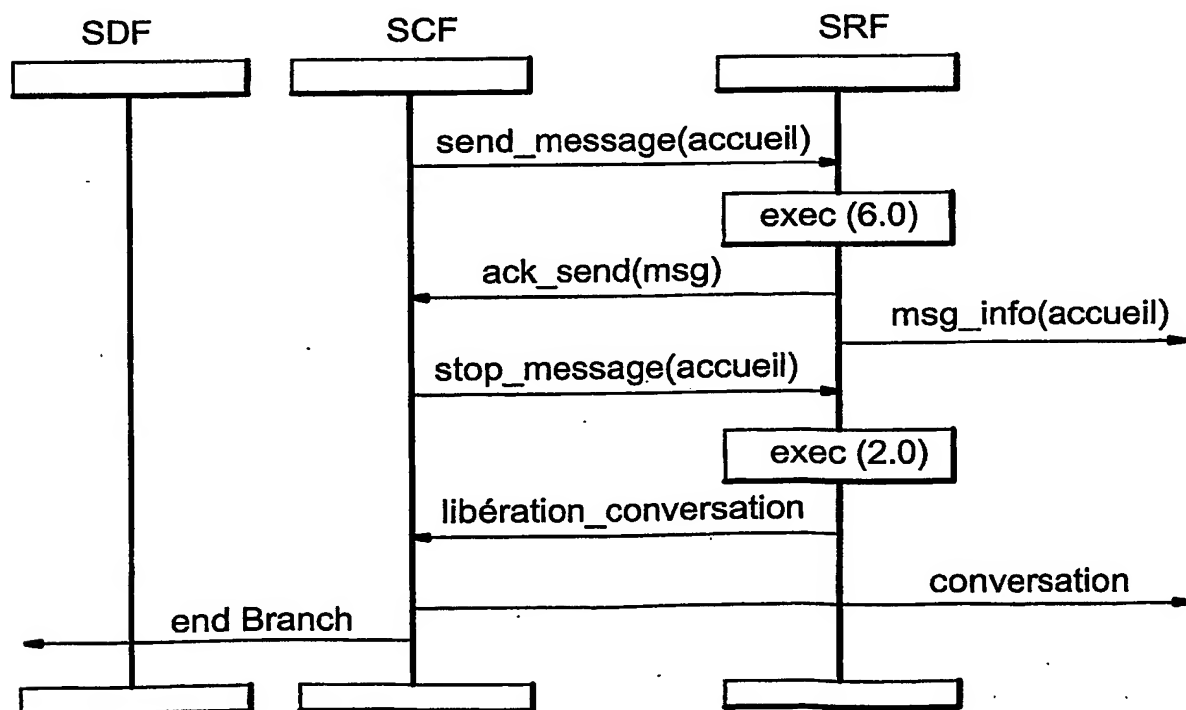 SDF
SCF
SRF
send_message(accueil)
exec (6.0)
ack_send(msg)
msg_info(accueil)
stop_message(accueil)
exec (2.0)
libération_conversation
conversation
end Branch